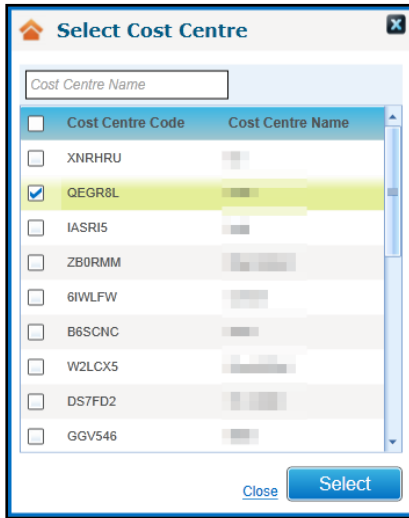 Select Cost Centre
Cost Centre Name
Cost Centre Code Cost Centre Name
XNRHRU
QEGR8L
IASRI5
ZB0RMM
6IWLFW
B6SCNC
W2LCX5
DS7FD2
GGV546
Close Select